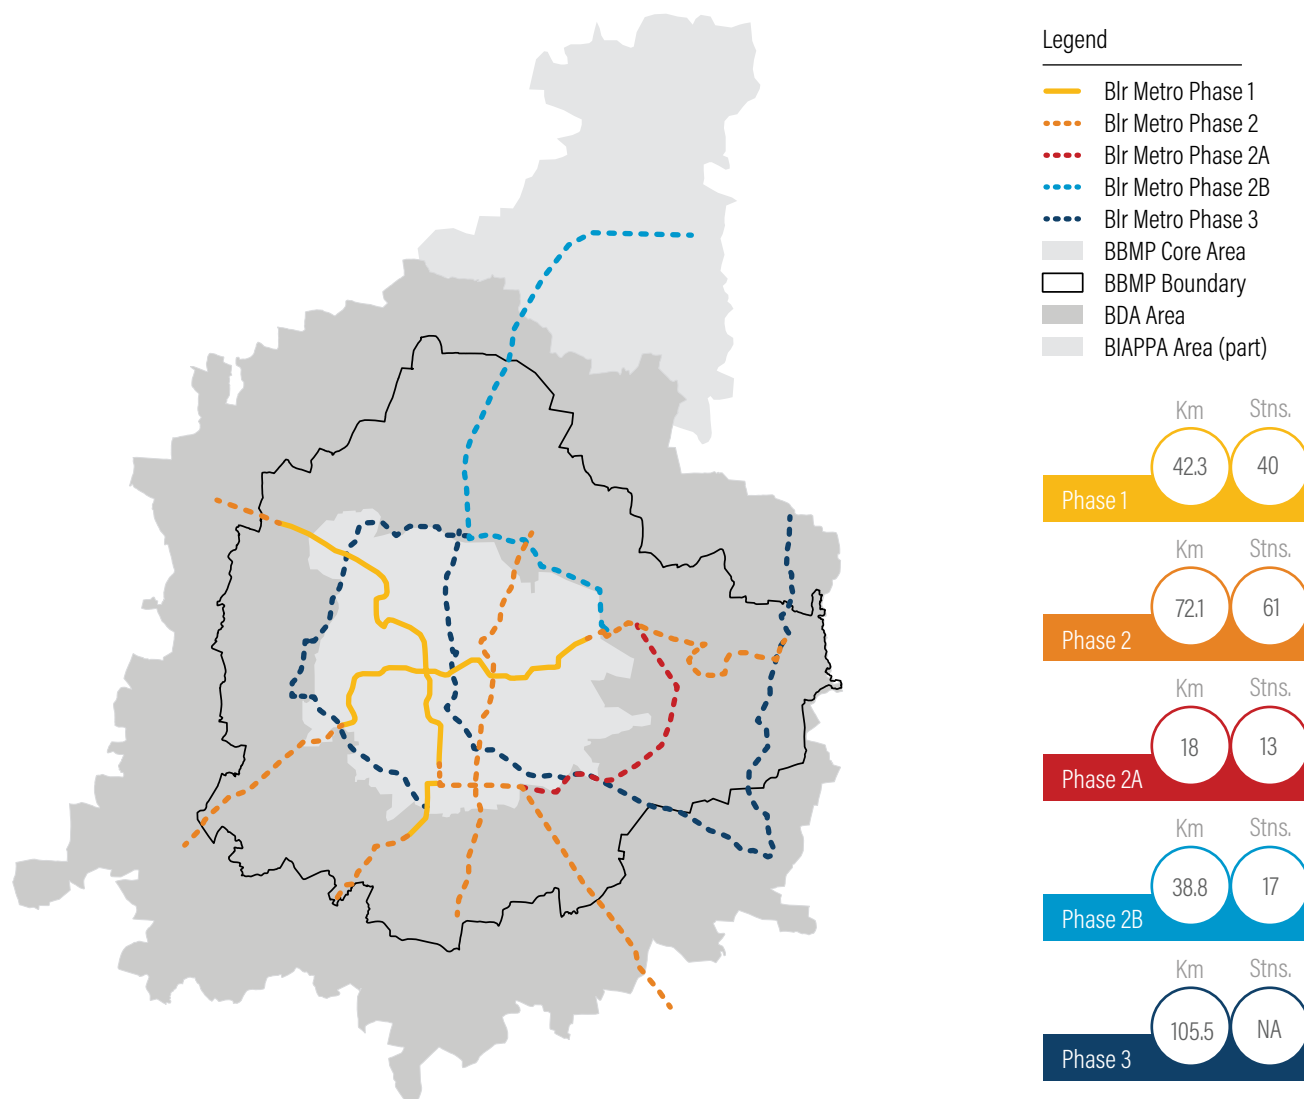 Legend
Blr Metro Phase 1
Blr Metro Phase 2
Blr Metro Phase 2A
Blr Metro Phase 2B
Blr Metro Phase 3
BBMP Core Area
BBMP Boundary
BDA Area
BIAPPA Area (part)
Km Stns.
42.3 40
Phase 1
Km Stns.
72.1 61
Phase 2
Km Stns.
18 13
Phase 2A
Km Stns.
38.8 17
Phase 2B
Km Stns.
105.5 NA
Phase 3